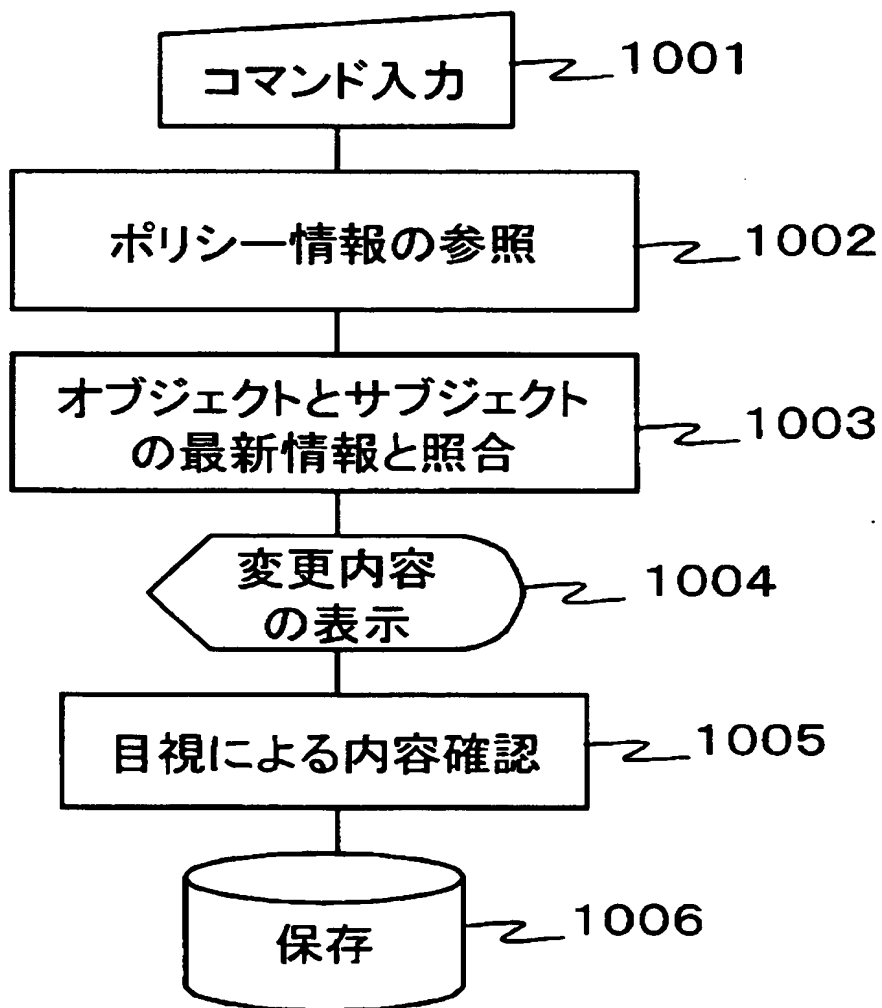 コマンド入力
1001
ポリシー情報の参照
1002
オブジェクトとサブジェクト
の最新情報と照合
1003
変更内容
の表示
1004
目視による内容確認
1005
保存
1006